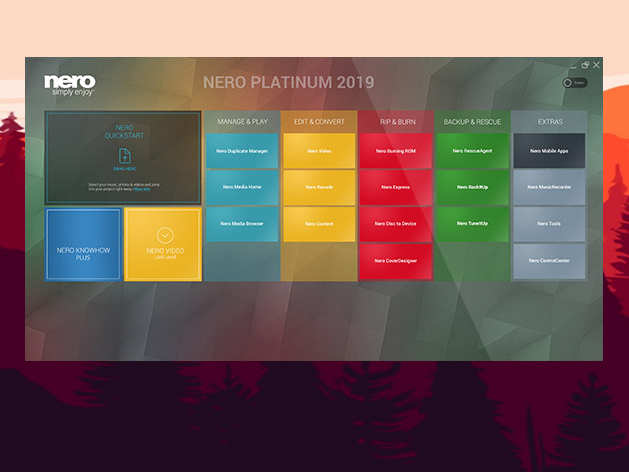 nero
simply enjoy
NERO PLATINUM 2019
NERO
QUICKSTART
DRAG HERE
Select your music, photos & videos and jump
into your project right away!
NERO KNOWHOW
PLUS
NERO VIDEO
LAST USED
MANAGE & PLAY
Nero Duplicate Manager
Nero Media Home
Nero Media Browser
EDIT & CONVERT
Nero Video
Nero Recode
Nero Content
RIP & BURN
Nero Burning ROM
Nero Express
Nero Disc to Device
Nero CoverDesigner
BACKUP & RESCUE
Nero RescueAgent
Nero BackItUp
Nero TuneItUp
EXTRAS
Nero Mobile Apps
Nero MusicRecorder
Nero Tools
Nero ControlCenter